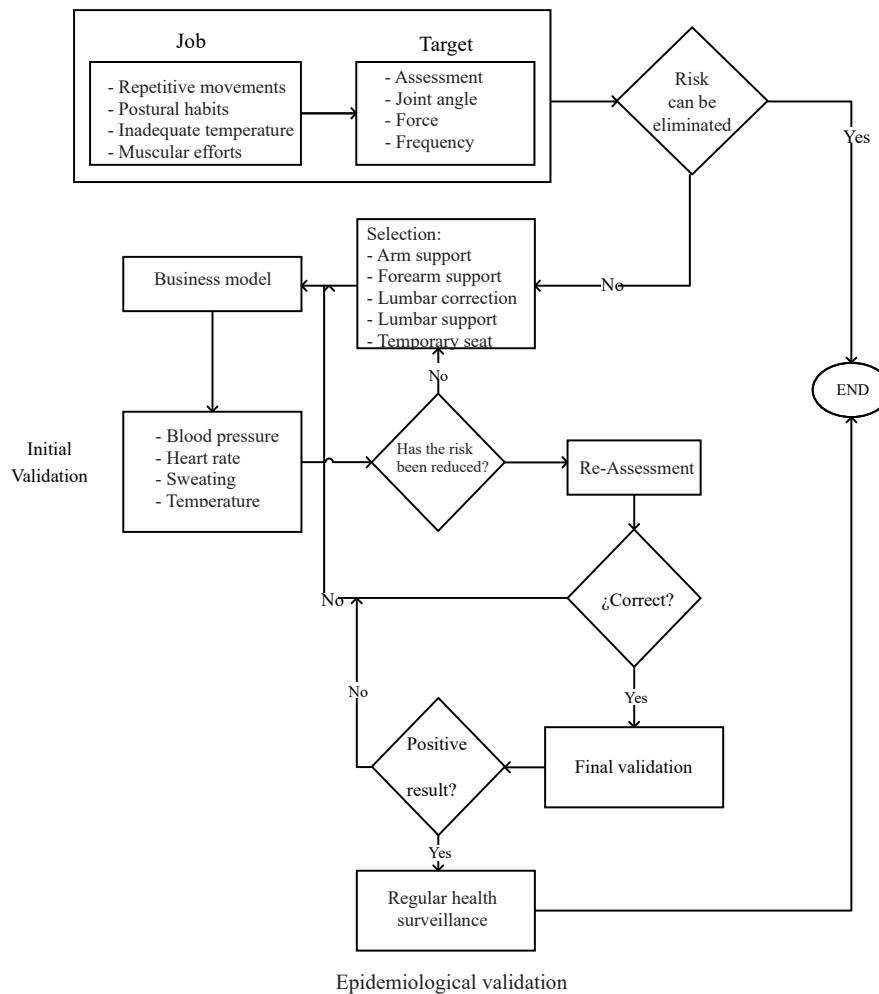 Job
- Repetitive movements
- Postural habits
- Inadequate temperature
- Muscular efforts
Target
- Assessment
- Joint angle
- Force
- Frequency
Risk
can be
eliminated
Yes
No
Selection:
- Arm support
- Forearm support
- Lumbar correction
- Lumbar support
- Temporary seat
Business model
END
No
Initial
Validation
- Blood pressure
- Heart rate
- Sweating
- Temperature
Has the risk
been reduced?
Re-Assessment
¿Correct?
No
Yes
No
Positive
result?
Final validation
Yes
Regular health
surveillance
Epidemiological validation